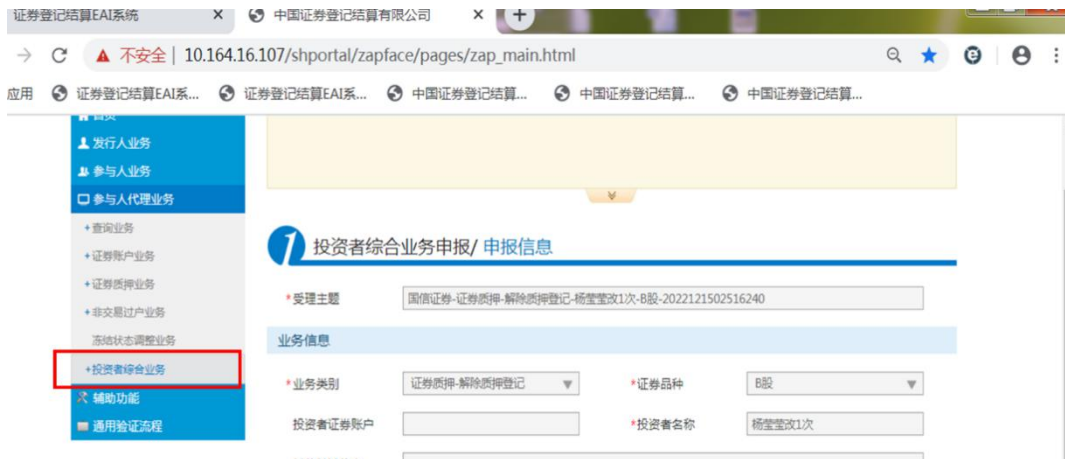 证券登记结算EAI系统 × 中国证券登记结算有限公司 × +
→ C 不安全 | 10.164.16.107/shportal/zapface/pages/zap_main.html
应用 证券登记结算EAI系... 证券登记结算EAI系... 中国证券登记结算... 中国证券登记结算... 中国证券登记结算...
首页
发行人业务
参与人业务
参与人代理业务
+查询业务
+证券账户业务
+证券质押业务
+非交易过户业务
冻结状态调整业务
+投资者综合业务
辅助功能
通用验证流程
1 投资者综合业务申报/ 申报信息
*受理主题 国信证券-证券质押-解除质押登记-杨莹莹改1次-B股-2022121502516240
业务信息
*业务类别 证券质押-解除质押登记 ▼ *证券品种 B股 ▼
投资者证券账户 *投资者名称 杨莹莹改1次